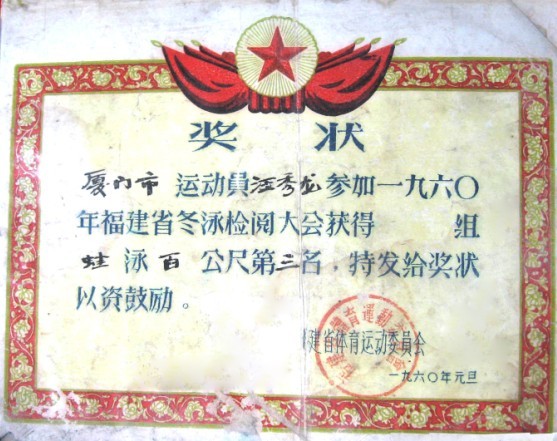 奖状
厦门市 运动員汪秀龙参加一九六〇
年福建省冬泳检阅大会获得 组
蛙 泳 百 公尺第三名，特发给奖状
以资鼓励。
建省体育运动委員会
一九六〇年元旦